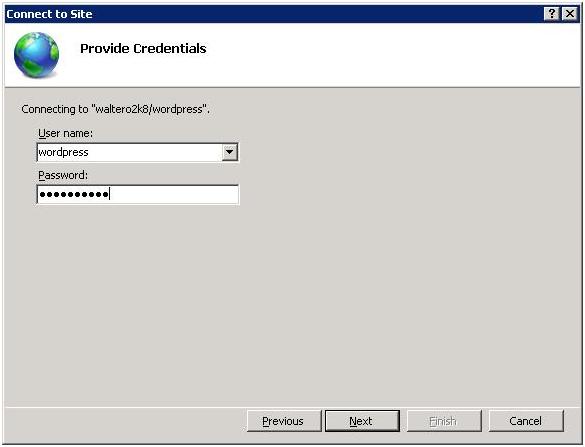 Connect to Site
Provide Credentials
Connecting to "waltero2k8/wordpress".
User name:
wordpress
Password:
●●●●●●●●●●
Previous Next Finish Cancel